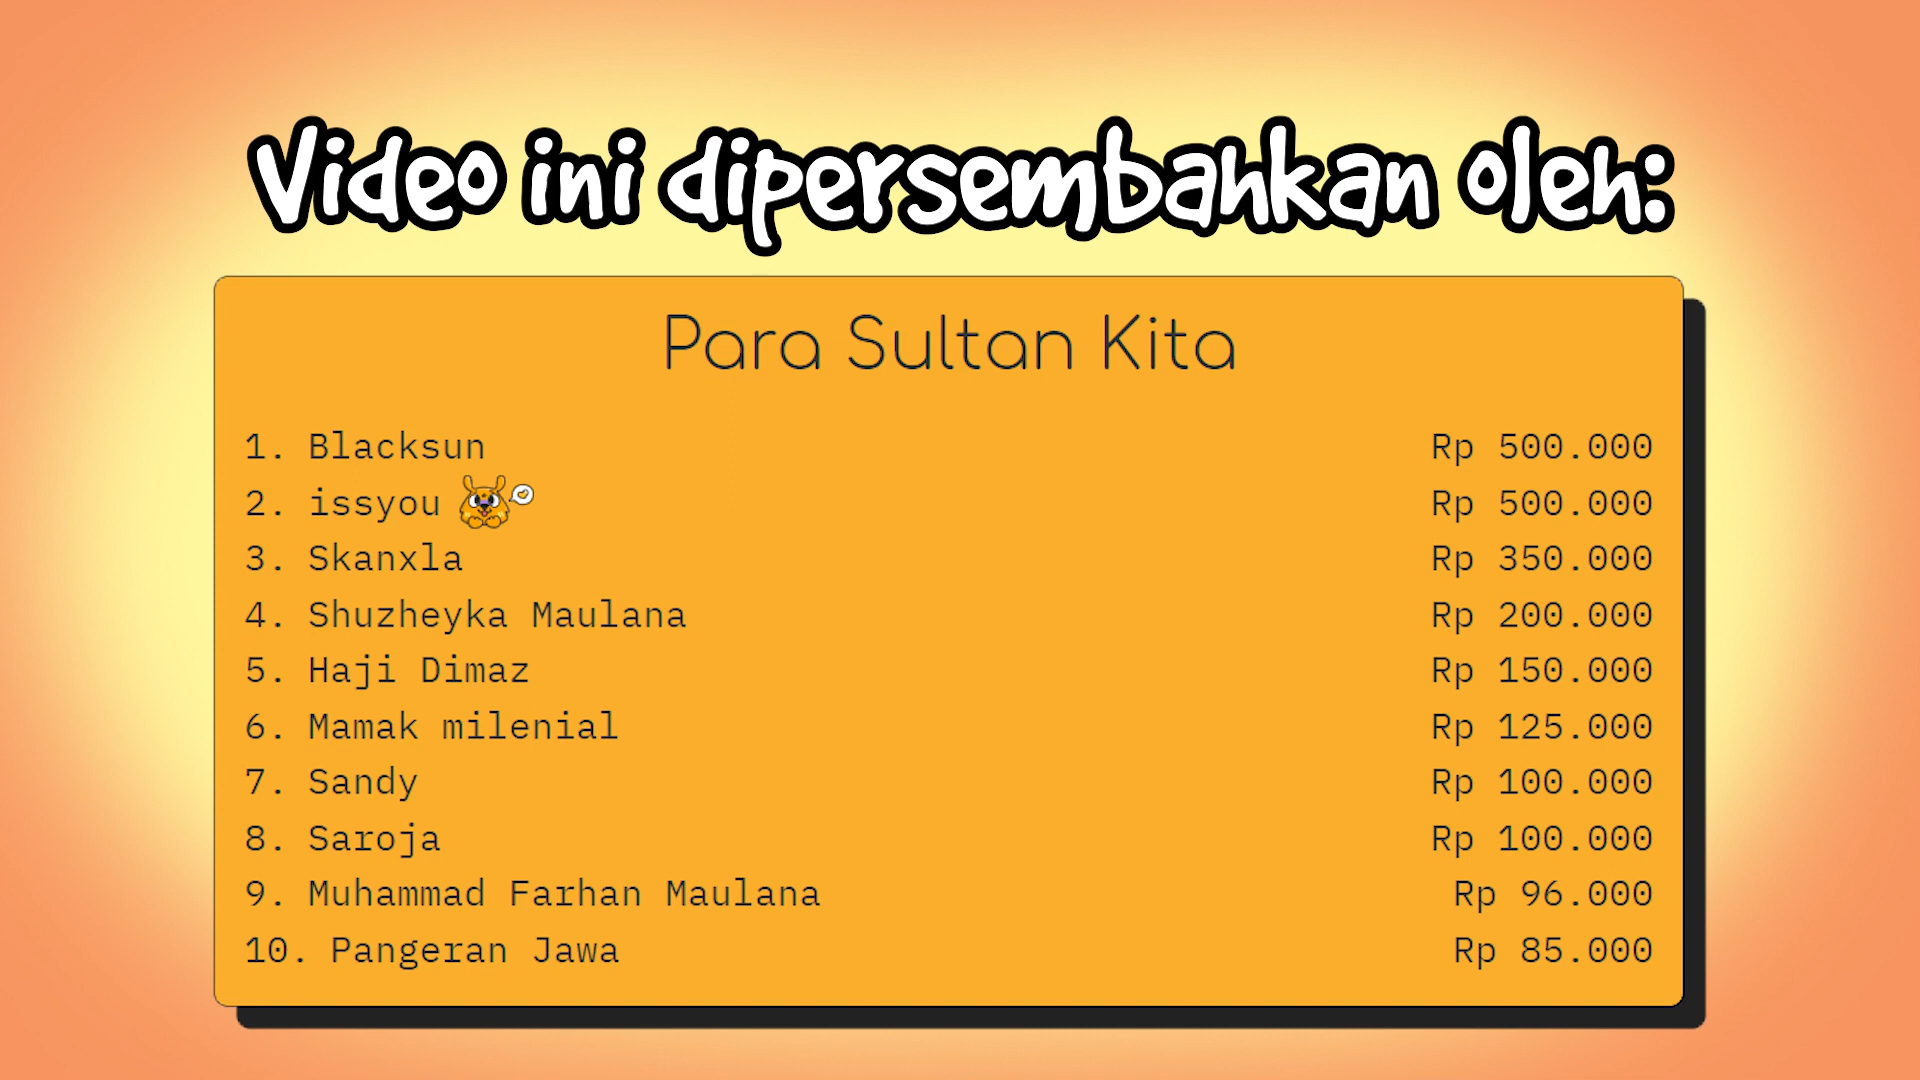 Video ini dipersembahkan oleh:
Para Sultan Kita
1. Blacksun Rp 500.000
2. issyou Rp 500.000
3. Skanxla Rp 350.000
4. Shuzheyka Maulana Rp 200.000
5. Haji Dimaz Rp 150.000
6. Mamak milenial Rp 125.000
7. Sandy Rp 100.000
8. Saroja Rp 100.000
9. Muhammad Farhan Maulana Rp 96.000
10. Pangeran Jawa Rp 85.000